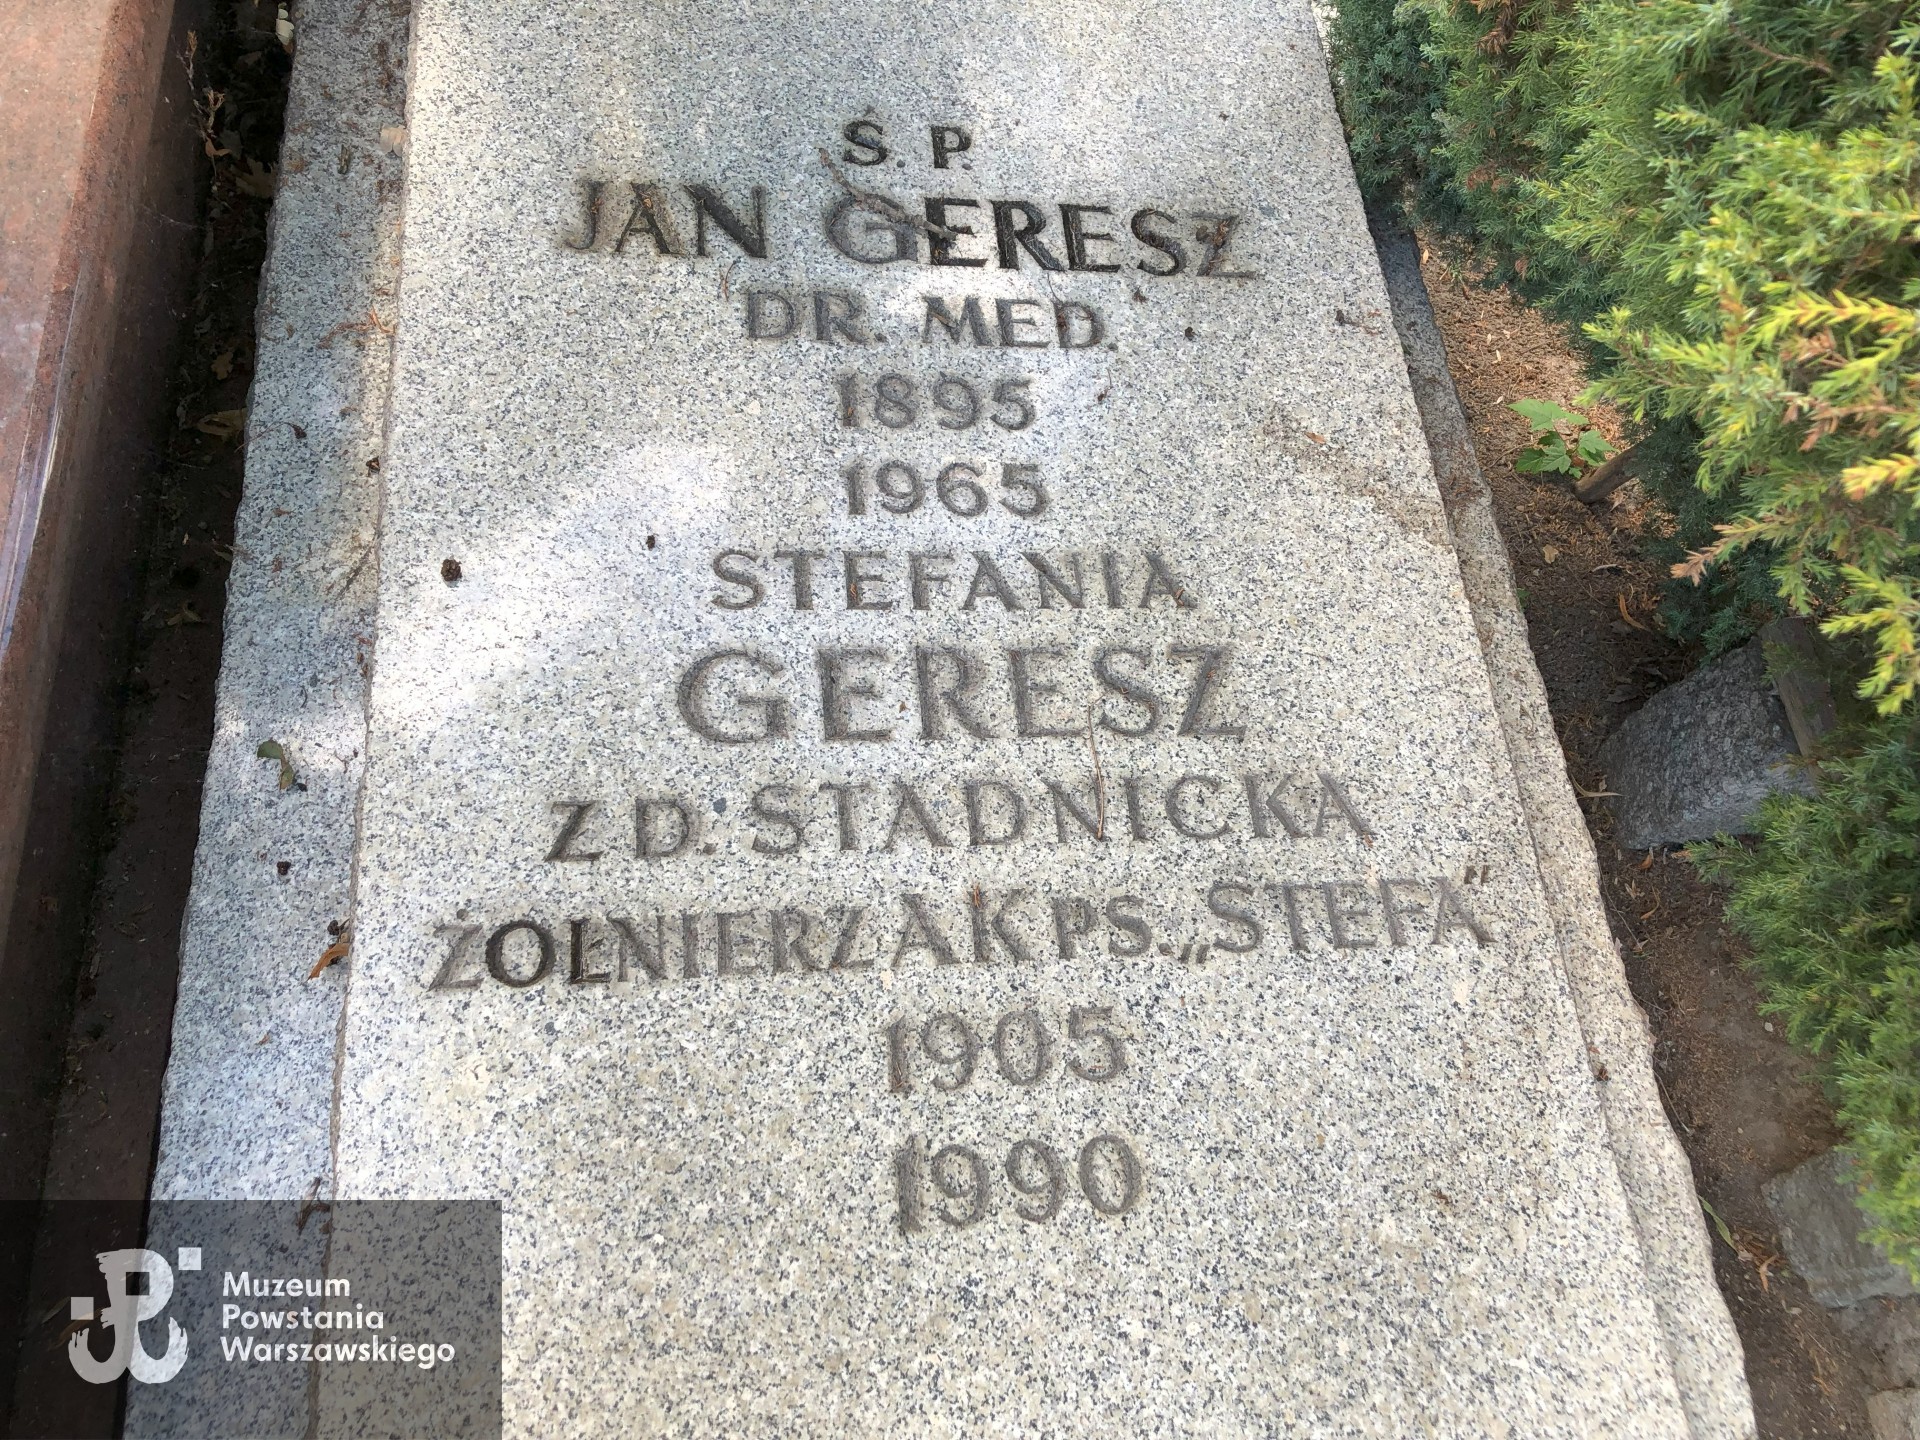 Ś. P.
JAN GERESZ
DR. MED.
1895
1965
STEFANIA
GERESZ
Z D. STADNICKA
ŻOŁNIERZ AK PS. „STEFA"
1905
1990
Muzeum
Powstania
Warszawskiego